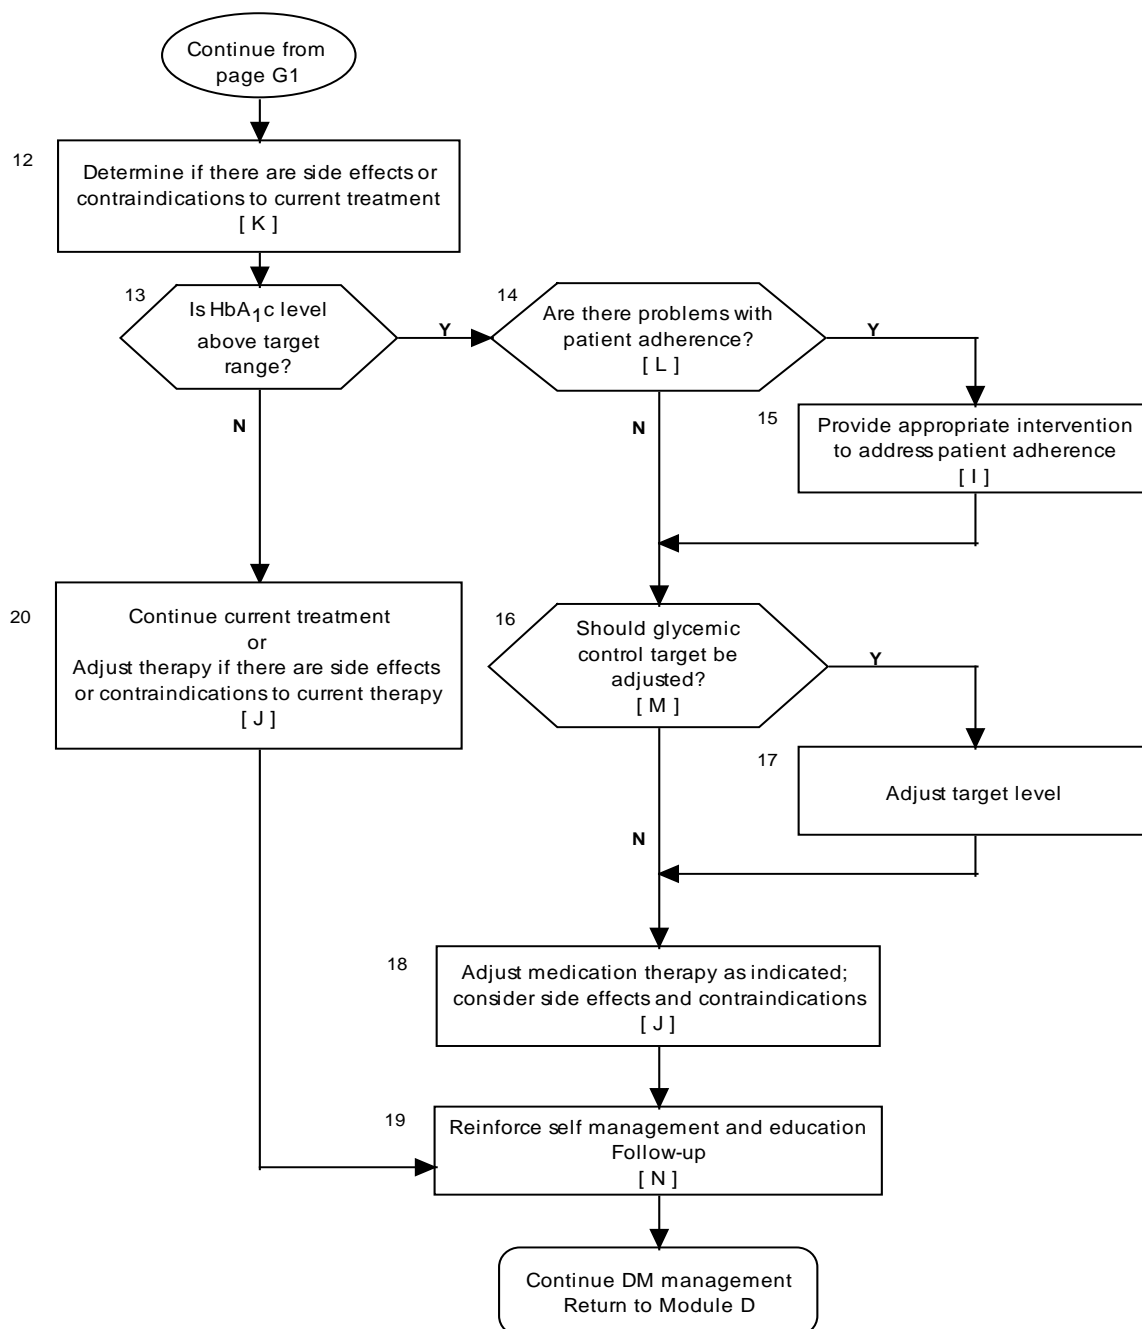 Continue from
page G1
12
Determine if there are side effects or
contraindications to current treatment
[ K ]
13
Is HbA1c level
above target
range?
Y
N
14
Are there problems with
patient adherence?
[ L ]
Y
N
15
Provide appropriate intervention
to address patient adherence
[ I ]
20
Continue current treatment
or
Adjust therapy if there are side effects
or contraindications to current therapy
[ J ]
16
Should glycemic
control target be
adjusted?
[ M ]
Y
N
17
Adjust target level
18
Adjust medication therapy as indicated;
consider side effects and contraindications
[ J ]
19
Reinforce self management and education
Follow-up
[ N ]
Continue DM management
Return to Module D